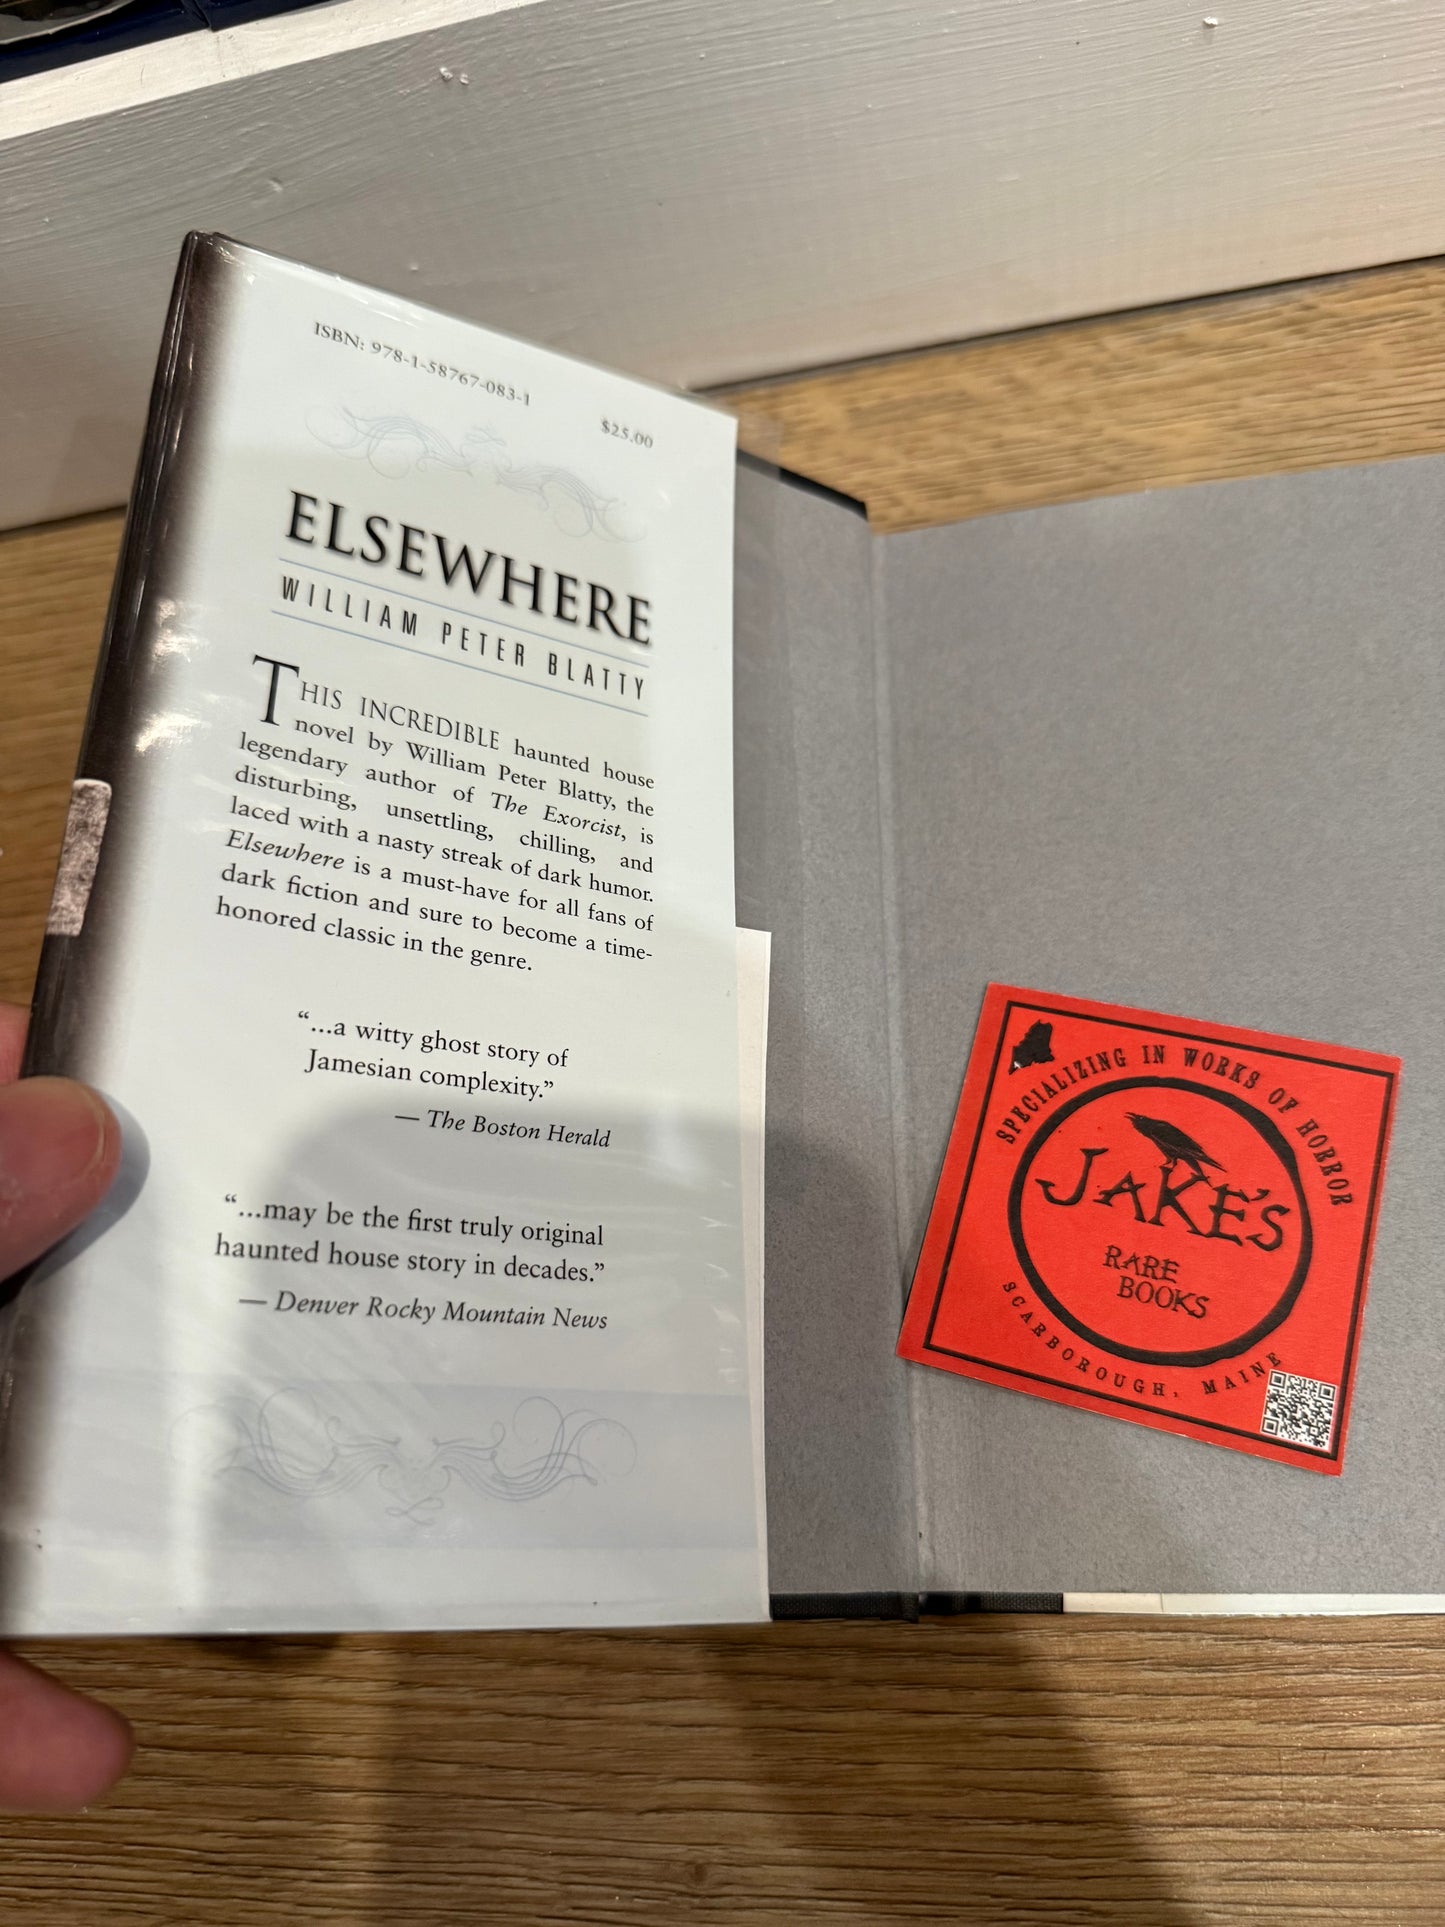 ISBN: 978-1-58767-083-1
$25.00
ELSEWHERE
WILLIAM PETER BLATTY
THIS INCREDIBLE haunted house
novel by William Peter Blatty, the
legendary author of The Exorcist, is
disturbing, unsettling, chilling, and
laced with a nasty streak of dark humor.
Elsewhere is a must-have for all fans of
dark fiction and sure to become a time-
honored classic in the genre.
“...a witty ghost story of
Jamesian complexity.”
— The Boston Herald
“...may be the first truly original
haunted house story in decades.”
— Denver Rocky Mountain News
SPECIALIZING IN WORKS OF HORROR
JAKE'S
RARE
BOOKS
SCARBOROUGH, MAINE